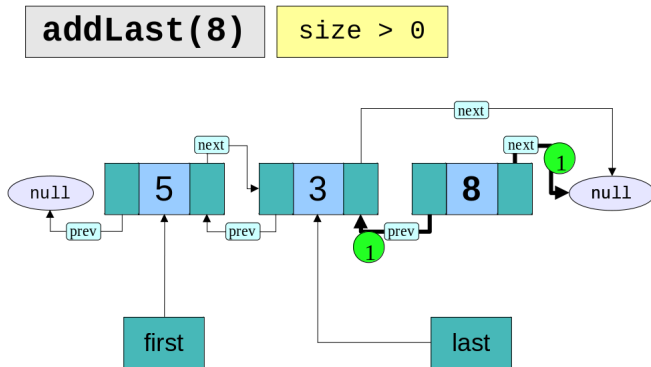 addLast(8)
size > 0
next
next
next
1
null
5
3
8
null
prev
prev
prev
1
first
last